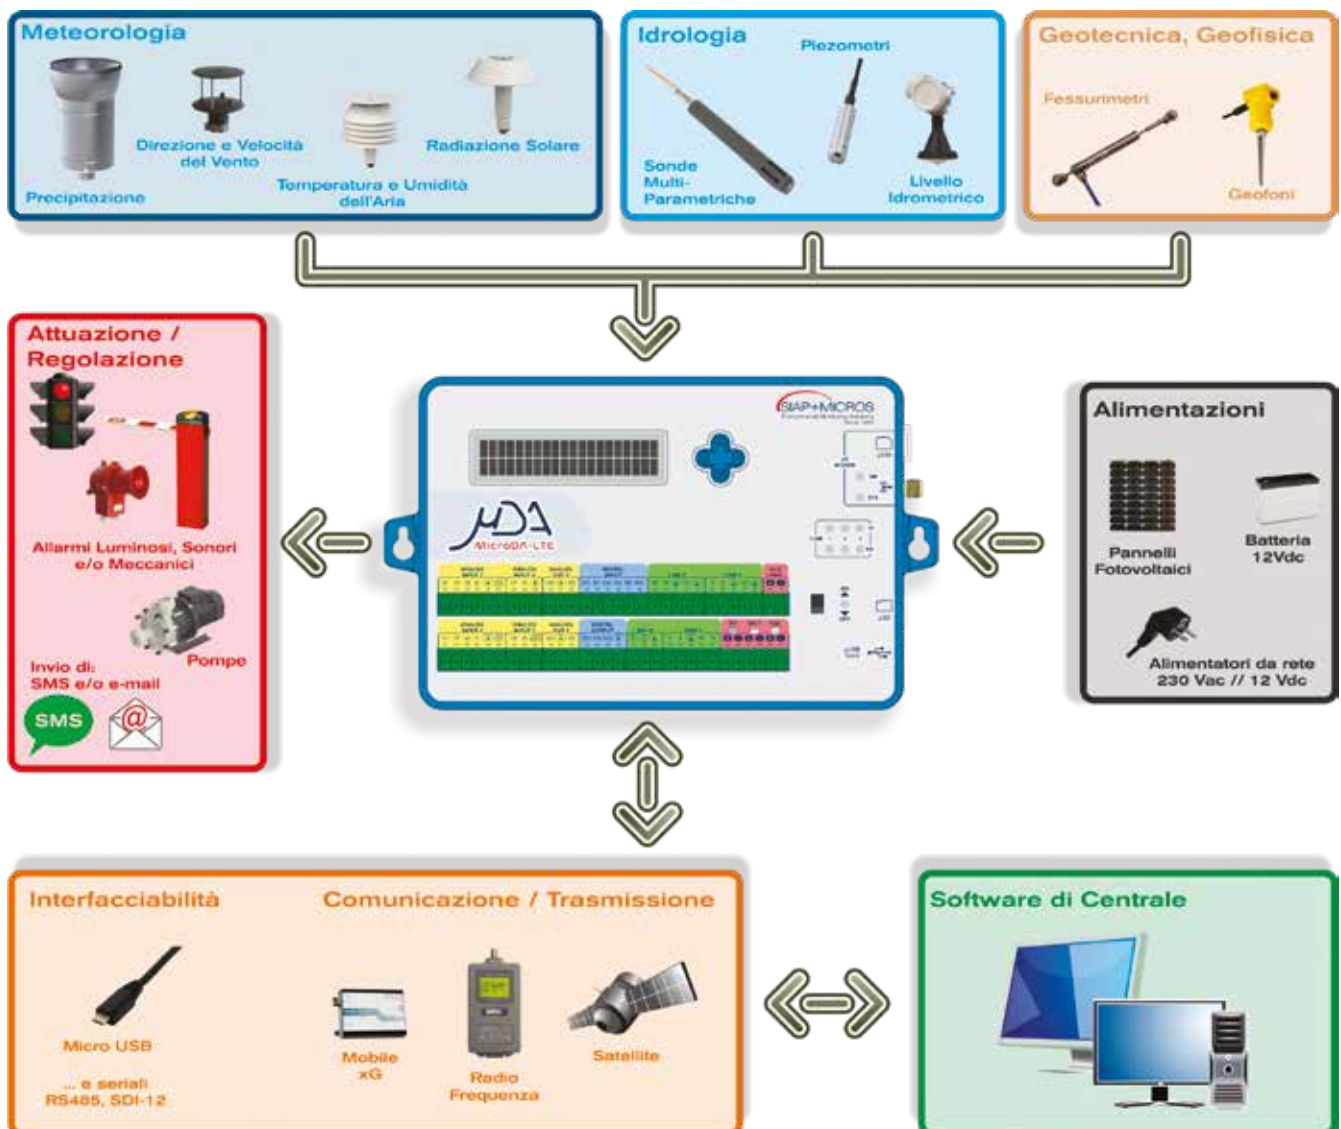 Meteorologia
Precipitazione
Direzione e Velocità
del Vento
Temperatura e Umidità
dell'Aria
Radiazione Solare
Idrologia
Sonde
Multi-
Parametriche
Piezometri
Livello
Idrometrico
Geotecnica, Geofisica
Fessurimetri
Geofoni
Attuazione /
Regolazione
Allarmi Luminosi, Sonori
e/o Meccanici
Pompe
Invio di:
SMS e/o e-mail
SMS
@
SIAP+MICROS
µDA
MicroDA-LTE
Alimentazioni
Pannelli
Fotovoltaici
Batteria
12Vdc
Alimentatori da rete
230 Vac // 12 Vdc
Interfacciabilità
Micro USB
... e seriali
RS485, SDI-12
Comunicazione / Trasmissione
Mobile
xG
Radio
Frequenza
Satellite
Software di Centrale